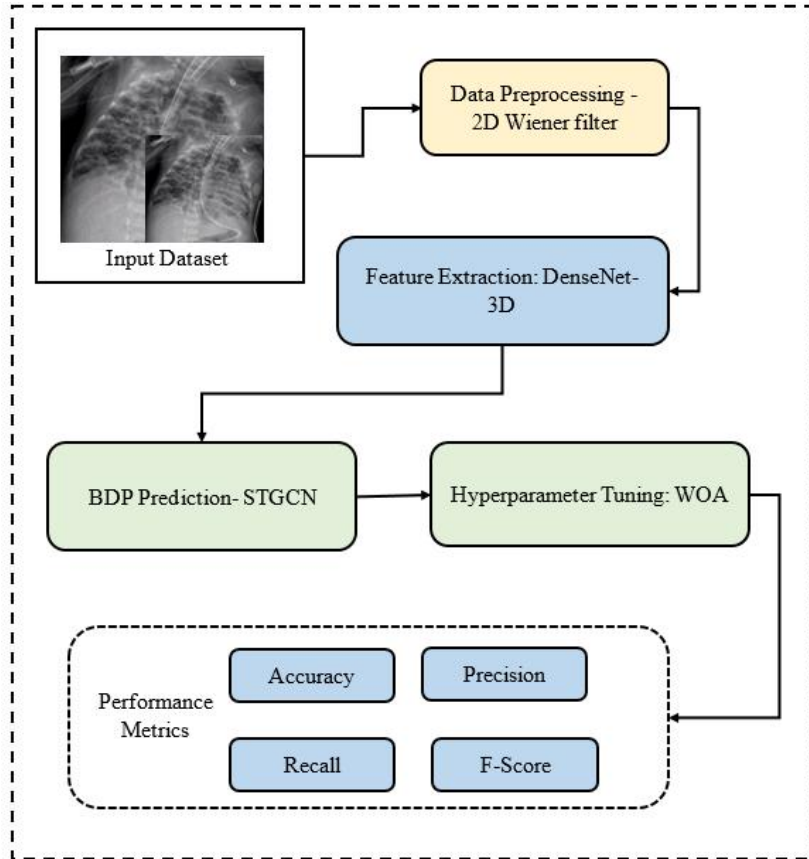 Input Dataset
Data Preprocessing -
2D Wiener filter
Feature Extraction: DenseNet-
3D
BDP Prediction- STGCN
Hyperparameter Tuning: WOA
Performance
Metrics
Accuracy
Precision
Recall
F-Score